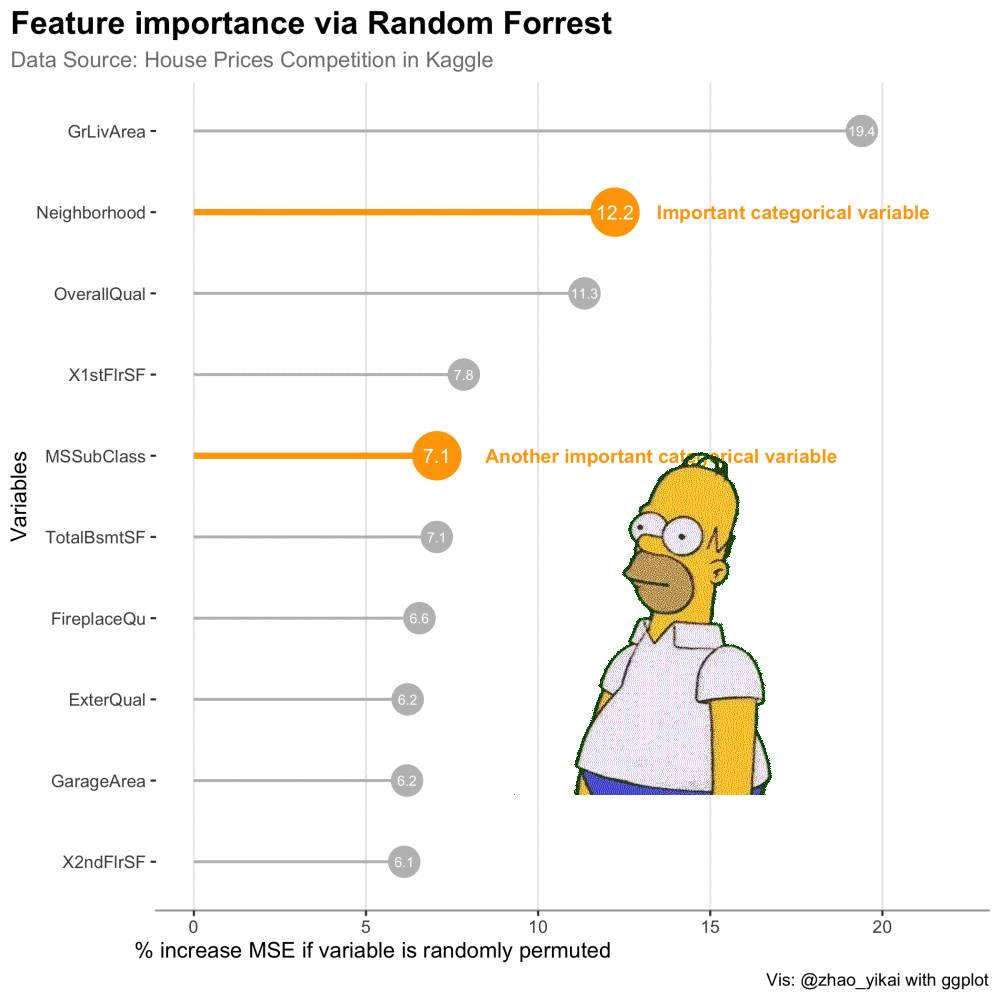 Feature importance via Random Forrest
Data Source: House Prices Competition in Kaggle
GrLivArea
19.4
Neighborhood
12.2
Important categorical variable
OverallQual
11.3
X1stFlrSF
7.8
MSSubClass
7.1
Another important categorical variable
Variables
TotalBsmtSF
7.1
FireplaceQu
6.6
ExterQual
6.2
GarageArea
6.2
X2ndFlrSF
6.1
0 5 10 15 20
% increase MSE if variable is randomly permuted
Vis: @zhao_yikai with ggplot